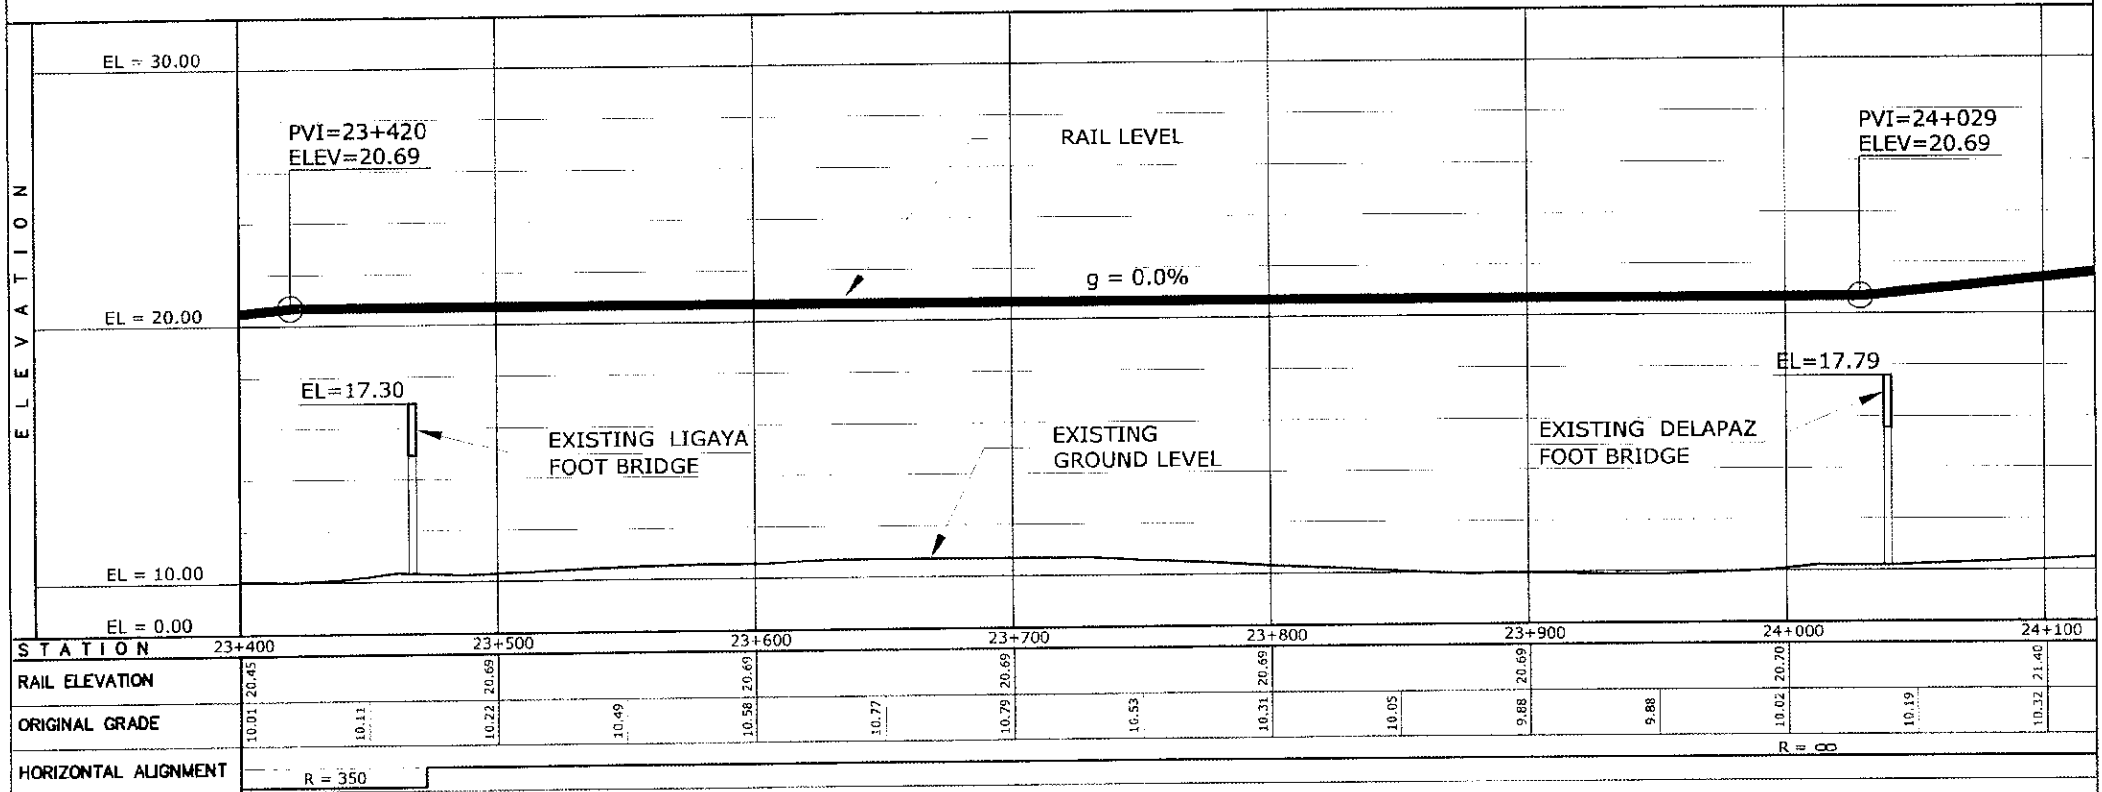 ELEVATION
EL = 30.00
PVI=23+420
ELEV=20.69
RAIL LEVEL
PVI=24+029
ELEV=20.69
g = 0.0%
EL = 20.00
EL=17.30
EL=17.79
EXISTING LIGAYA
FOOT BRIDGE
EXISTING
GROUND LEVEL
EXISTING DELAPAZ
FOOT BRIDGE
EL = 10.00
EL = 0.00
STATION 23+400 23+500 23+600 23+700 23+800 23+900 24+000 24+100
RAIL ELEVATION 20.45 20.69 20.69 20.69 20.69 20.69 20.70 21.40
ORIGINAL GRADE 10.01 10.11 10.22 10.49 10.58 10.77 10.79 10.53 10.31 10.05 9.88 9.88 10.02 10.19 10.32
HORIZONTAL ALIGNMENT R = 350 R = ∞